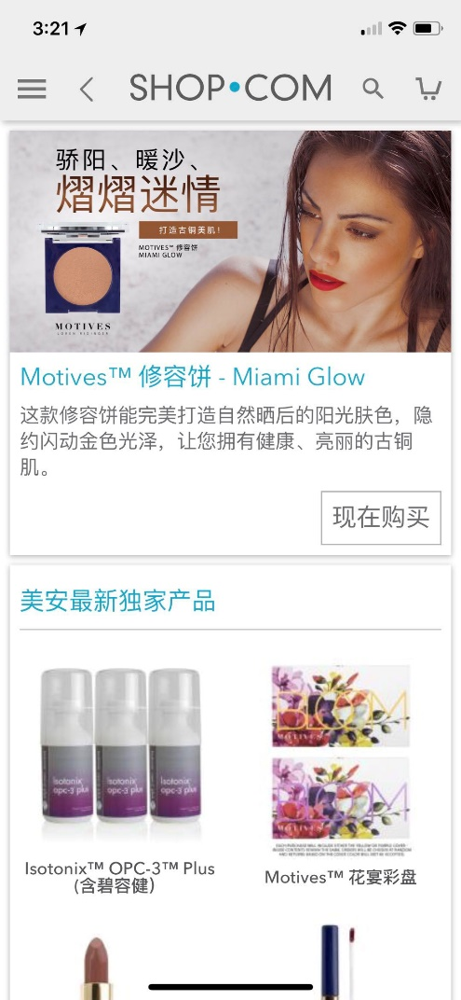 3:21
SHOP•COM
骄阳、暖沙、
熠熠迷情
打造古铜美肌！
MOTIVES™ 修容饼
MIAMI GLOW
MOTIVES
Motives™ 修容饼 - Miami Glow
这款修容饼能完美打造自然晒后的阳光肤色，隐
约闪动金色光泽，让您拥有健康、亮丽的古铜
肌。
现在购买
美安最新独家产品
Isotonix
opc-3 plus
Isotonix
opc-3 plus
Isotonix
opc-3 plus
BLOOM
MOTIVES
MOTIVES
Isotonix™ OPC-3™ Plus
(含碧容健)
Motives™ 花宴彩盘